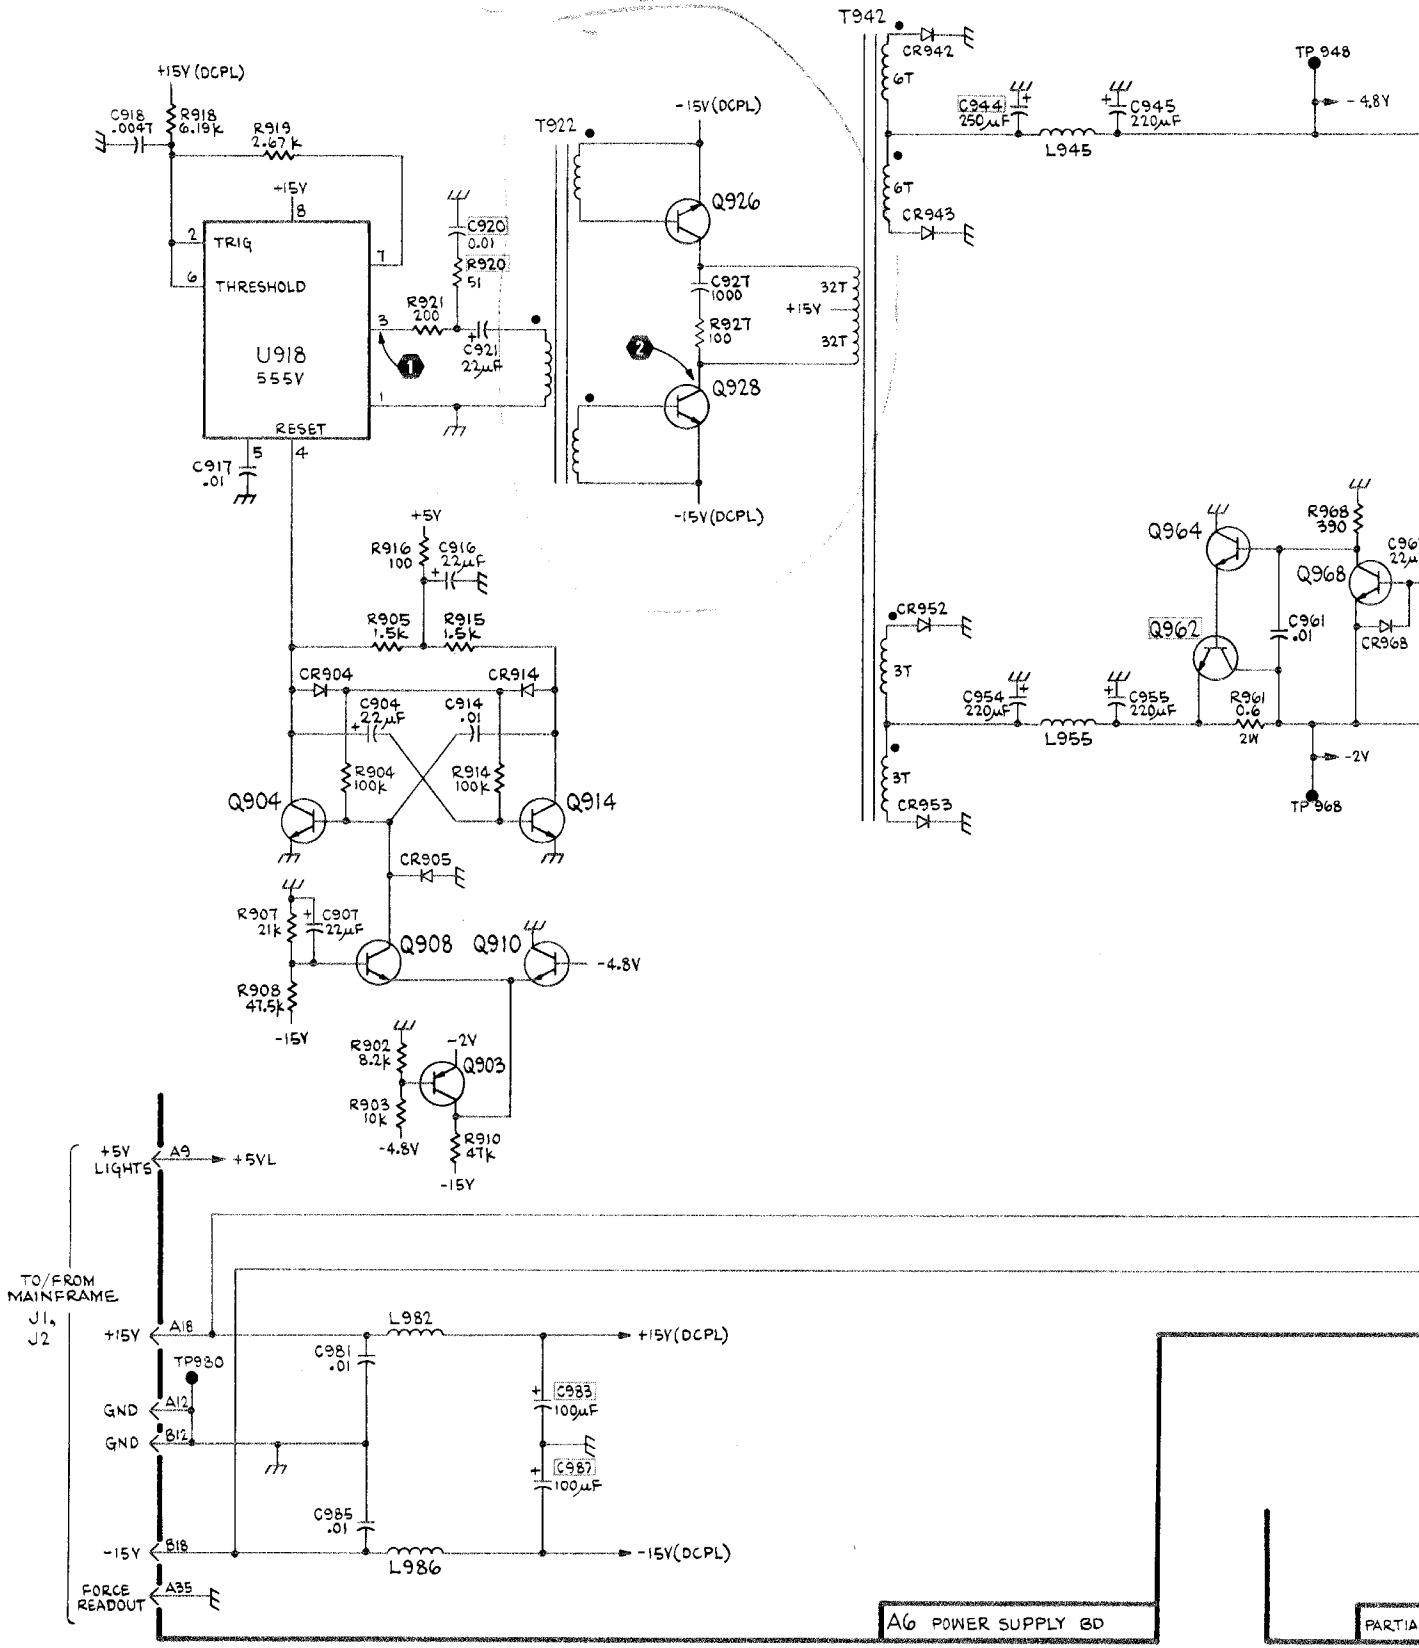 T942
CR942
6T
TP 948
-4.8V
C944
250µF
C945
220µF
L945
6T
CR943
+15V (DCPL)
C918
.0047
R918
6.19K
R919
2.67K
+15V
8
2
TRIG
7
6
THRESHOLD
3
U918
555V
1
RESET
5
4
C917
.01
C920
0.01
R920
51
R921
200
C921
22µF
1
T922
-15V(DCPL)
Q926
C927
1000
R927
100
32T
+15V
32T
2
Q928
-15V(DCPL)
+5V
R916
100
C916
22µF
R905
1.5K
R915
1.5K
CR904
CR914
C904
22µF
C914
.01
R904
100K
R914
100K
Q904
Q914
CR905
R907
21K
C907
22µF
Q908
Q910
-4.8V
R908
47.5K
-15V
R902
8.2K
-2V
Q903
R903
10K
-4.8V
R910
47K
-15V
CR952
3T
C954
220µF
C955
220µF
L955
3T
CR953
Q964
R968
390
Q968
22µ
Q962
C961
.01
CR968
R961
0.6
2W
-2V
TP 968
+5V
LIGHTS
A9
+5VL
TO/FROM
MAINFRAME
J1,
J2
+15V
A18
L982
+15V(DCPL)
C981
.01
TP980
GND
A12
C983
100µF
GND
B12
C987
100µF
C985
.01
-15V
B18
L986
-15V(DCPL)
FORCE
READOUT
A35
A6 POWER SUPPLY BD
PARTIA